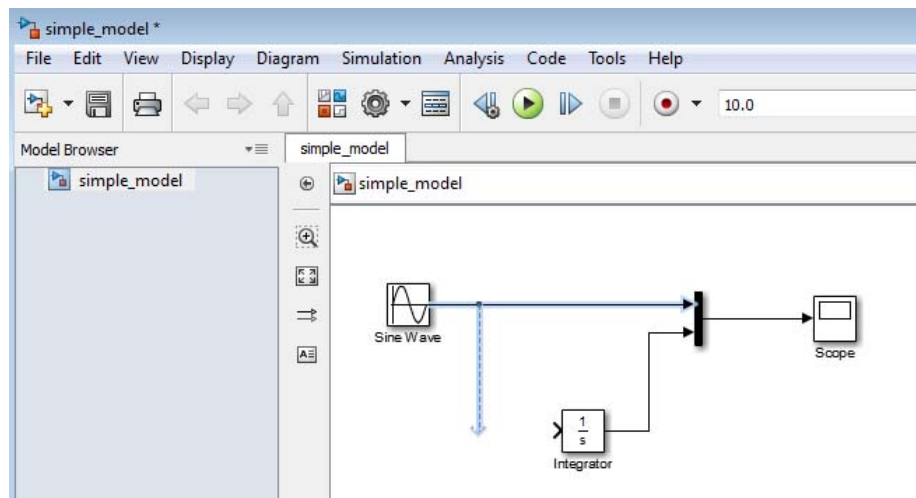 simple_model *
File Edit View Display Diagram Simulation Analysis Code Tools Help
10.0
Model Browser
simple_model
simple_model
simple_model
Sine Wave
Scope
1
s
Integrator